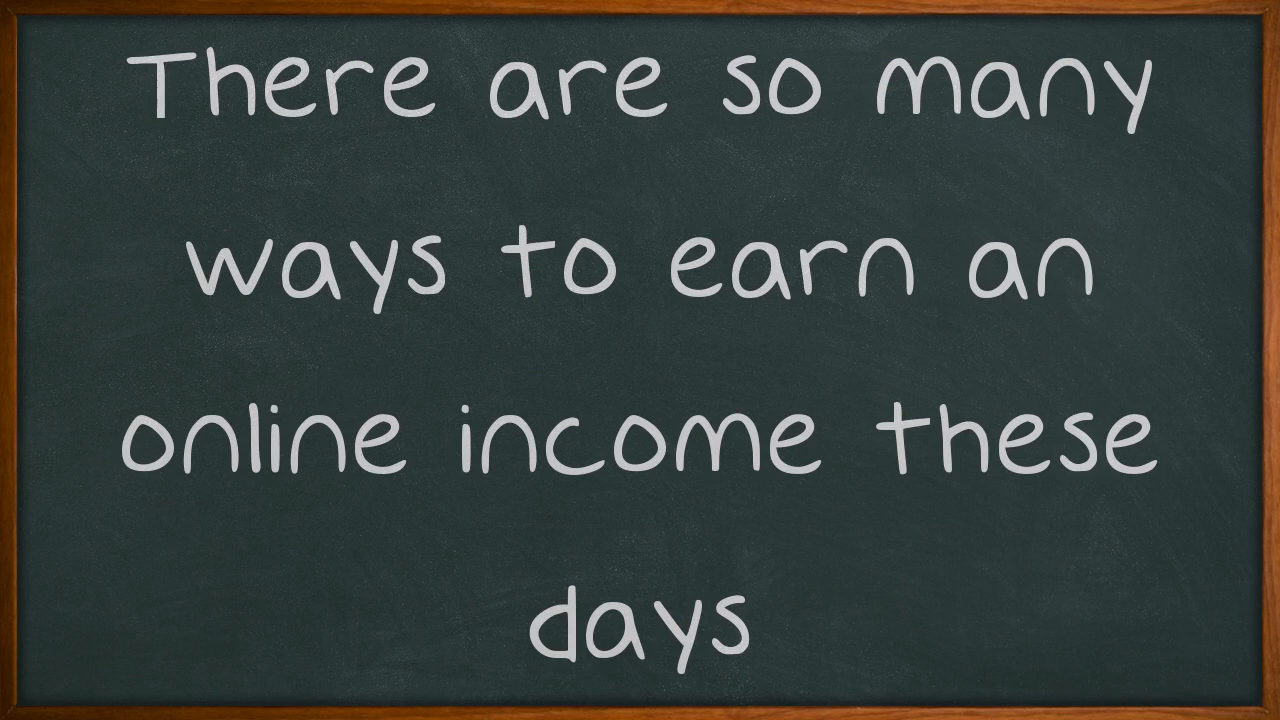 There are so many
ways to earn an
online income these
days